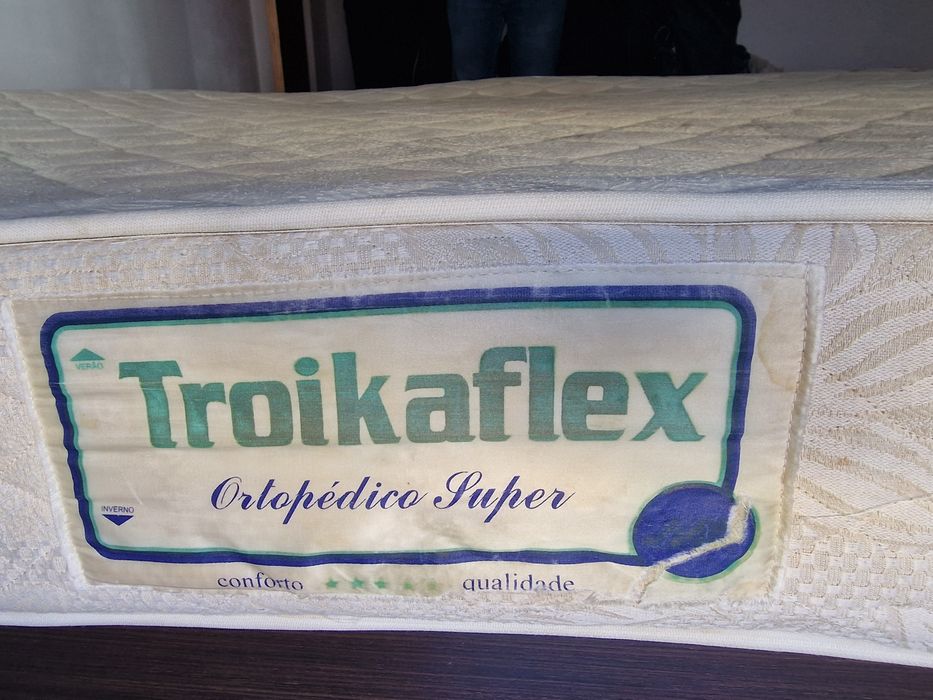 VERÃO
Troikaflex
Ortopédico Super
INVERNO
conforto qualidade